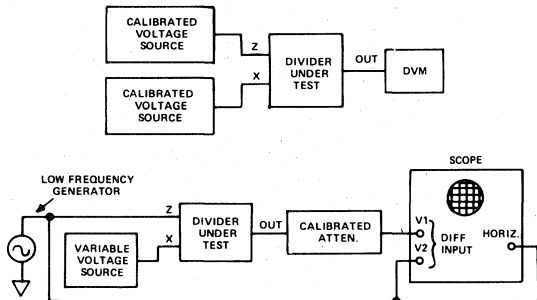 CALIBRATED
VOLTAGE
SOURCE
Z
X
DIVIDER
UNDER
TEST
OUT
DVM
CALIBRATED
VOLTAGE
SOURCE
SCOPE
LOW FREQUENCY
GENERATOR
Z
X
DIVIDER
UNDER
TEST
OUT
CALIBRATED
ATTEN.
V1
V2
DIFF
INPUT
HORIZ.
VARIABLE
VOLTAGE
SOURCE